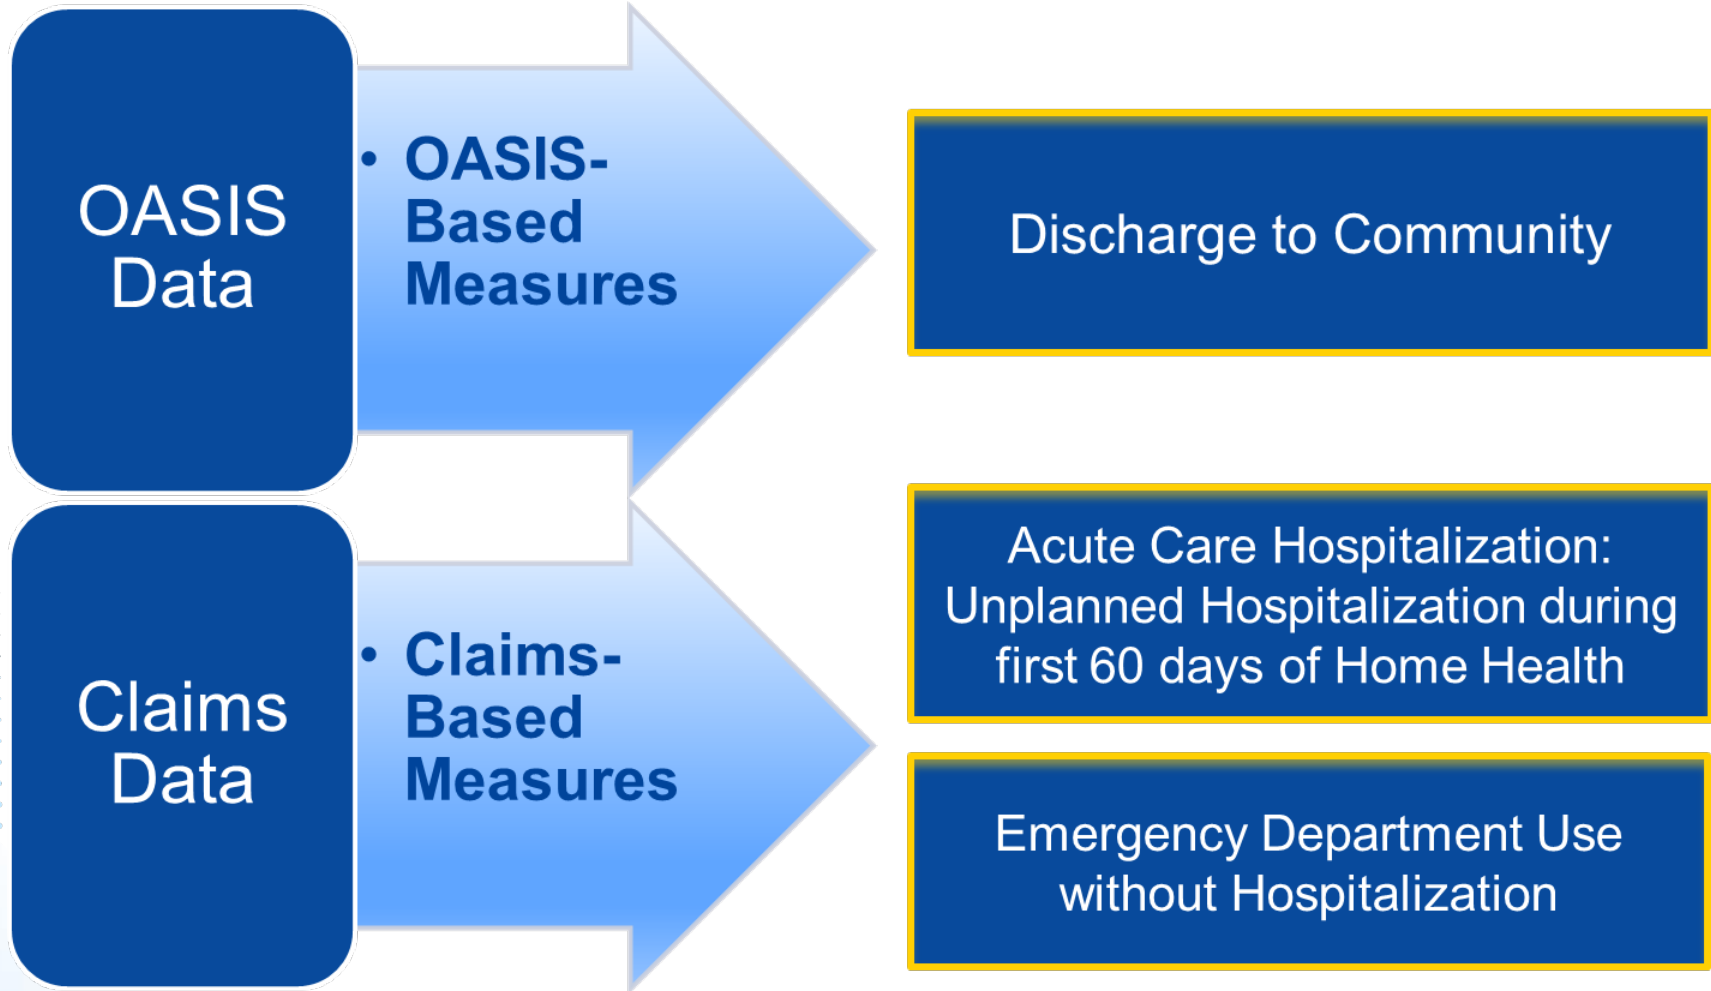 OASIS
Data
• OASIS-
Based
Measures
Discharge to Community
Claims
Data
• Claims-
Based
Measures
Acute Care Hospitalization:
Unplanned Hospitalization during
first 60 days of Home Health
Emergency Department Use
without Hospitalization